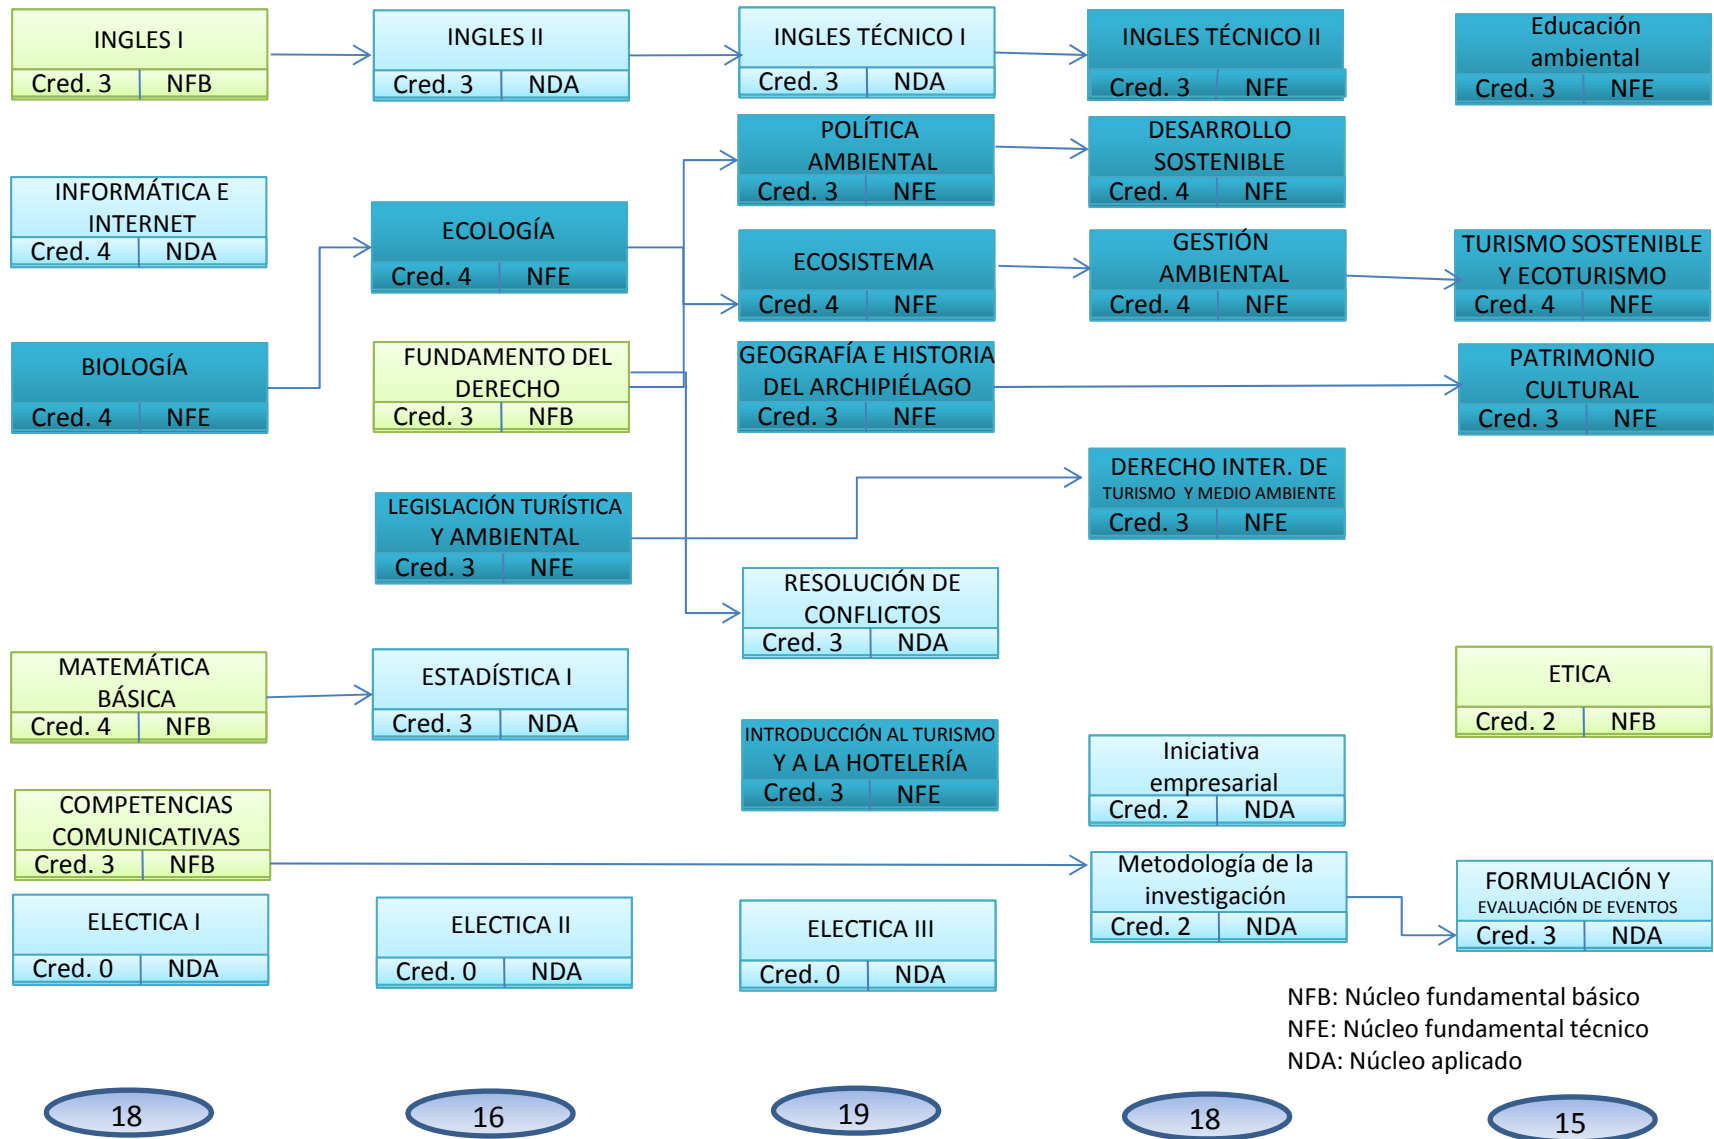 INGLES I
Cred. 3 NFB
INFORMÁTICA E
INTERNET
Cred. 4 NDA
BIOLOGÍA
Cred. 4 NFE
MATEMÁTICA
BÁSICA
Cred. 4 NFB
COMPETENCIAS
COMUNICATIVAS
Cred. 3 NFB
ELECTICA I
Cred. 0 NDA
18
INGLES II
Cred. 3 NDA
ECOLOGÍA
Cred. 4 NFE
FUNDAMENTO DEL
DERECHO
Cred. 3 NFB
LEGISLACIÓN TURÍSTICA
Y AMBIENTAL
Cred. 3 NFE
ESTADÍSTICA I
Cred. 3 NDA
ELECTICA II
Cred. 0 NDA
16
INGLES TÉCNICO I
Cred. 3 NDA
POLÍTICA
AMBIENTAL
Cred. 3 NFE
ECOSISTEMA
Cred. 4 NFE
GEOGRAFÍA E HISTORIA
DEL ARCHIPIÉLAGO
Cred. 3 NFE
RESOLUCIÓN DE
CONFLICTOS
Cred. 3 NDA
INTRODUCCIÓN AL TURISMO
Y A LA HOTELERÍA
Cred. 3 NFE
ELECTICA III
Cred. 0 NDA
19
INGLES TÉCNICO II
Cred. 3 NFE
DESARROLLO
SOSTENIBLE
Cred. 4 NFE
GESTIÓN
AMBIENTAL
Cred. 4 NFE
DERECHO INTER. DE
TURISMO Y MEDIO AMBIENTE
Cred. 3 NFE
Iniciativa
empresarial
Cred. 2 NDA
Metodología de la
investigación
Cred. 2 NDA
18
Educación
ambiental
Cred. 3 NFE
TURISMO SOSTENIBLE
Y ECOTURISMO
Cred. 4 NFE
PATRIMONIO
CULTURAL
Cred. 3 NFE
ETICA
Cred. 2 NFB
FORMULACIÓN Y
EVALUACIÓN DE EVENTOS
Cred. 3 NDA
NFB: Núcleo fundamental básico
NFE: Núcleo fundamental técnico
NDA: Núcleo aplicado
15